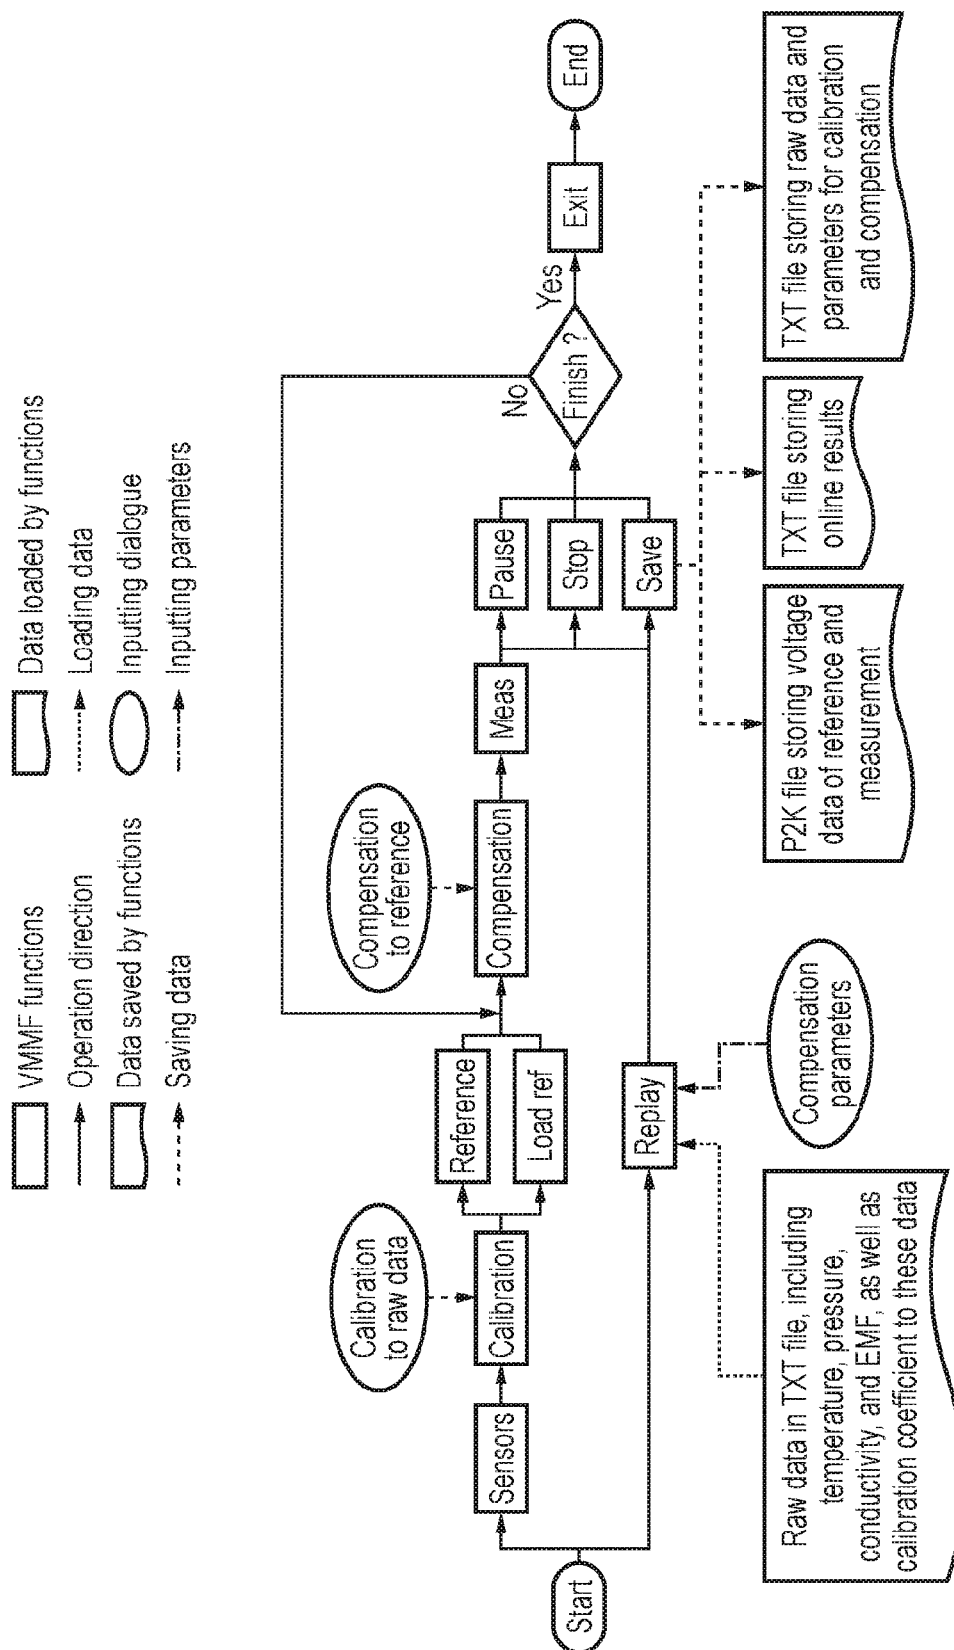 VMMF functions
Operation direction
Data saved by functions
Saving data
Data loaded by functions
Loading data
Inputting dialogue
Inputting parameters
Start
Sensors
Calibration
to raw data
Calibration
Reference
Load ref
Compensation
to reference
Compensation
Meas
Pause
Stop
Save
No
Finish ?
Yes
Exit
End
Replay
Raw data in TXT file, including
temperature, pressure,
conductivity, and EMF, as well as
calibration coefficient to these data
Compensation
parameters
P2K file storing voltage
data of reference and
measurement
TXT file storing
online results
TXT file storing raw data and
parameters for calibration
and compensation